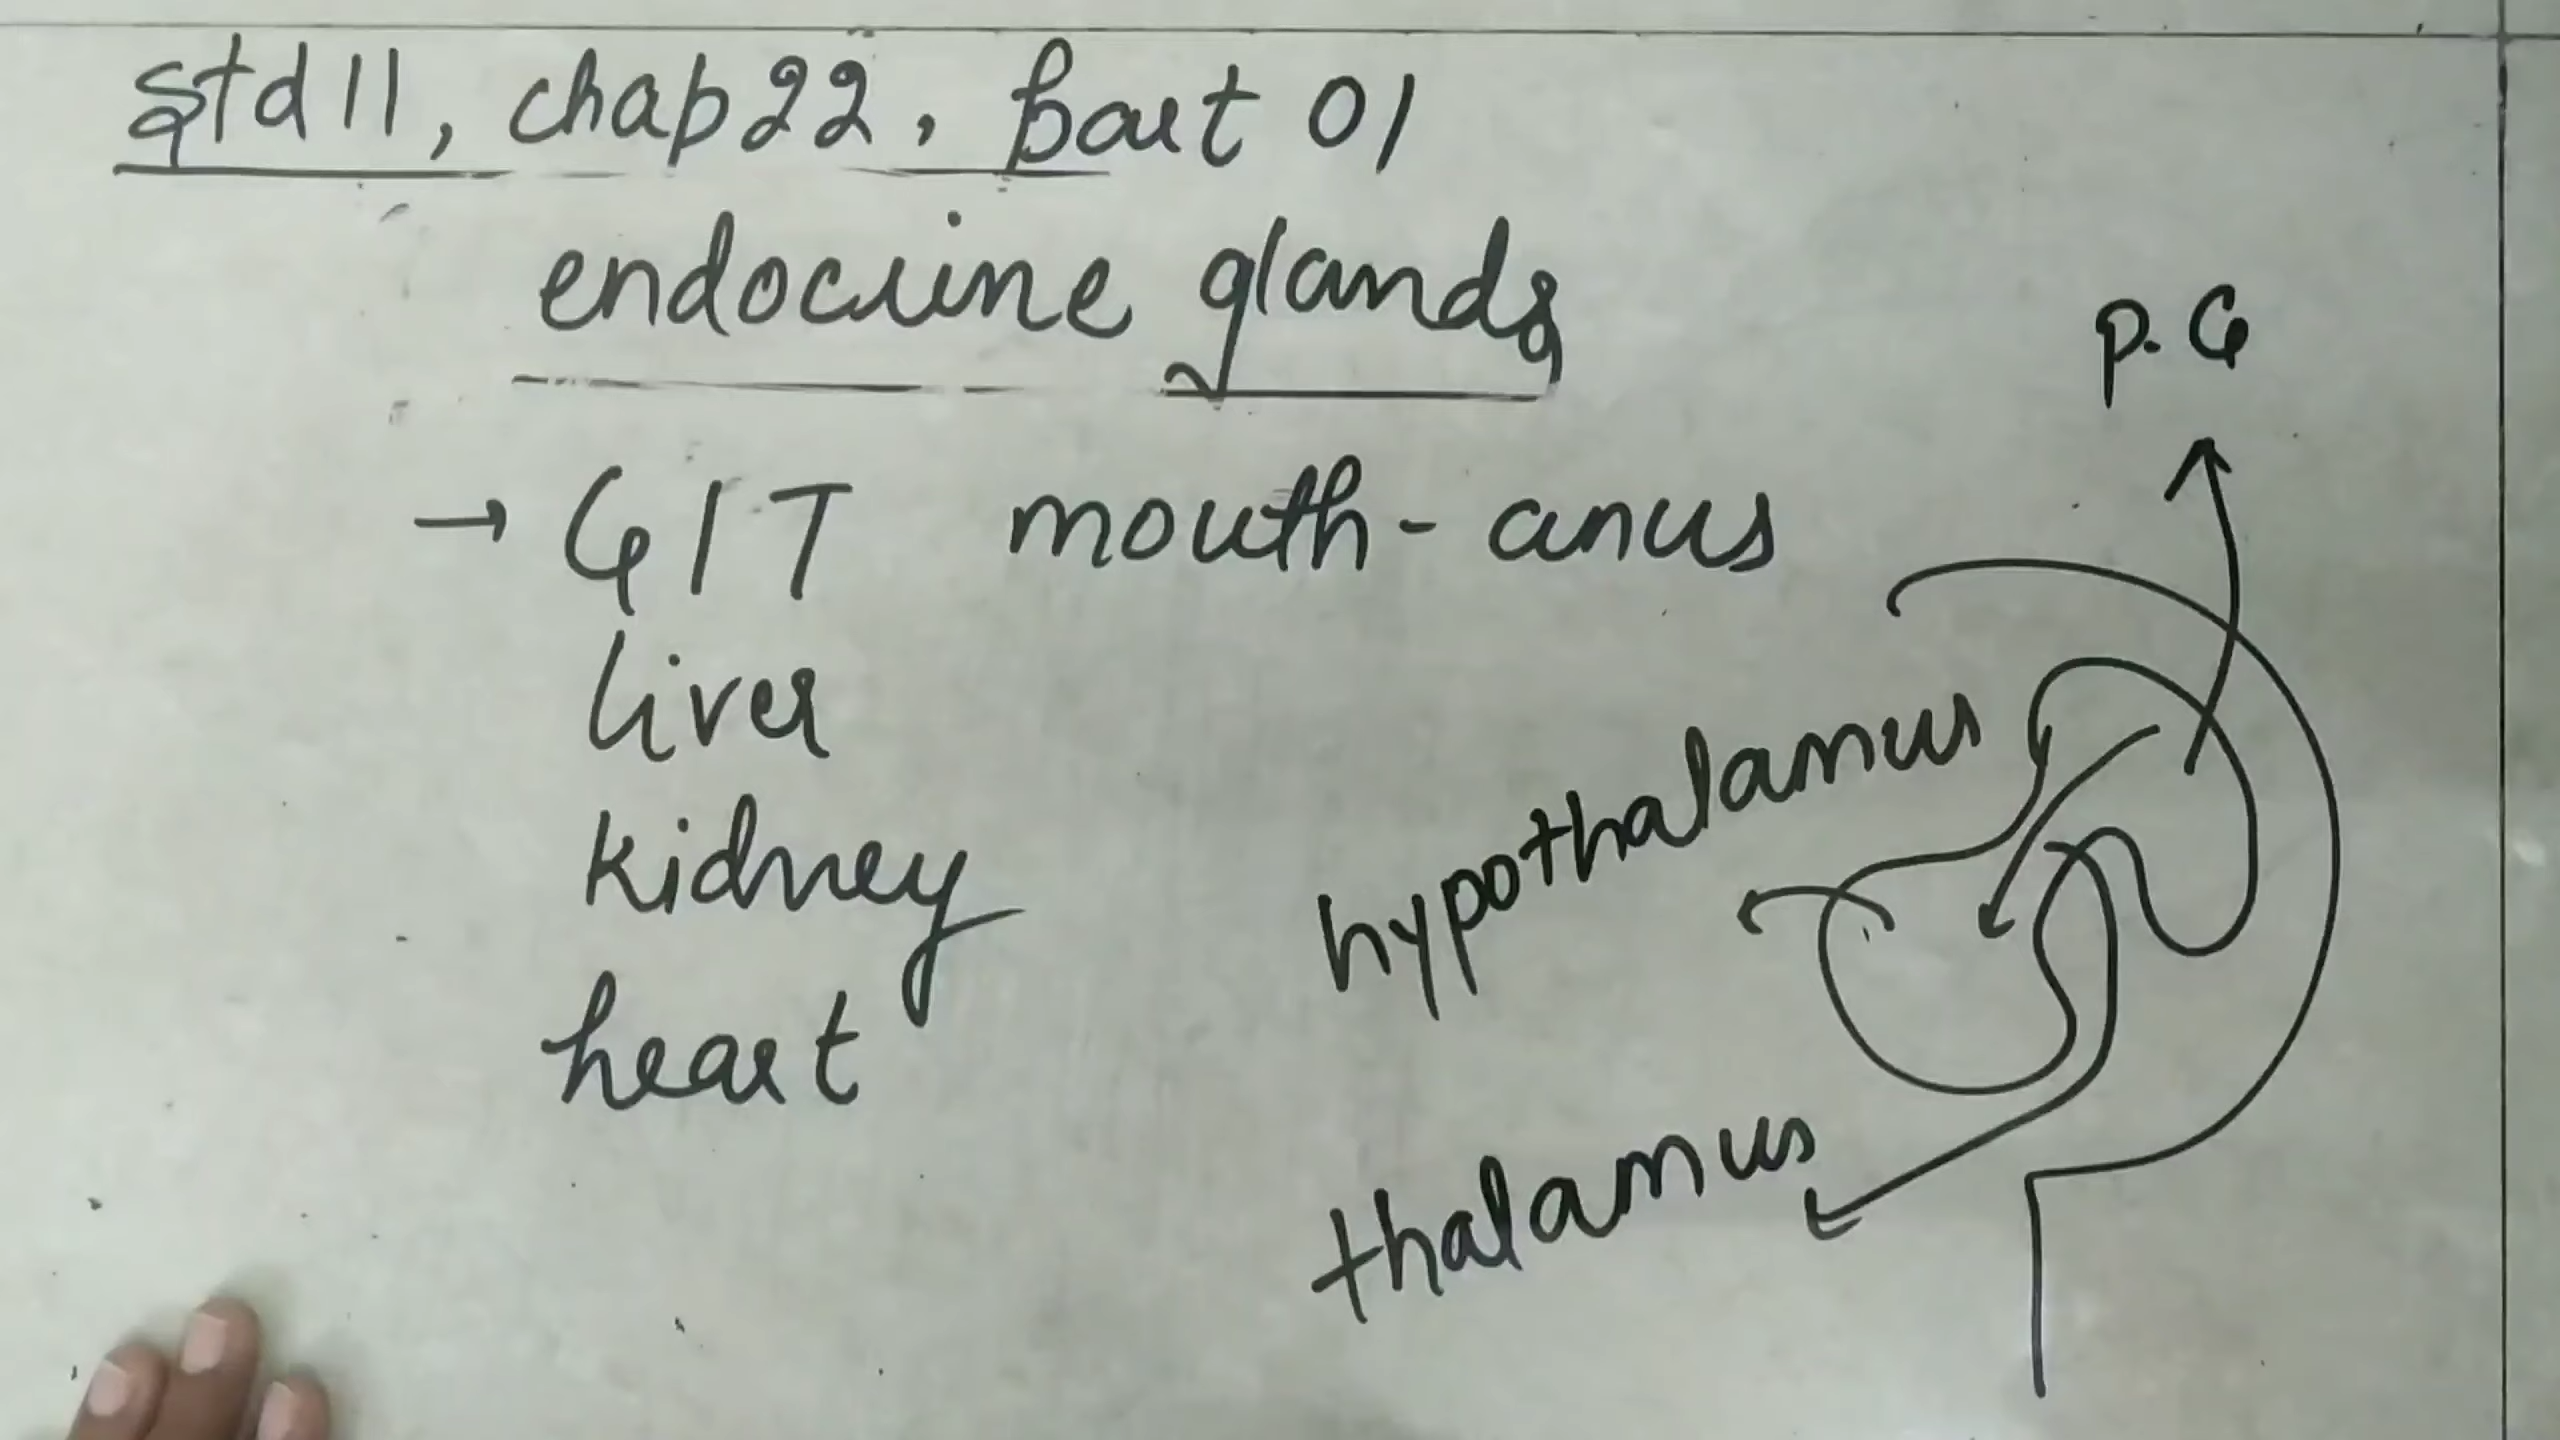 std 11, chap 22, Part 01
endocrine glands
→ GIT mouth - anus
liver
kidney
heart
P. G
hypothalamus
thalamus